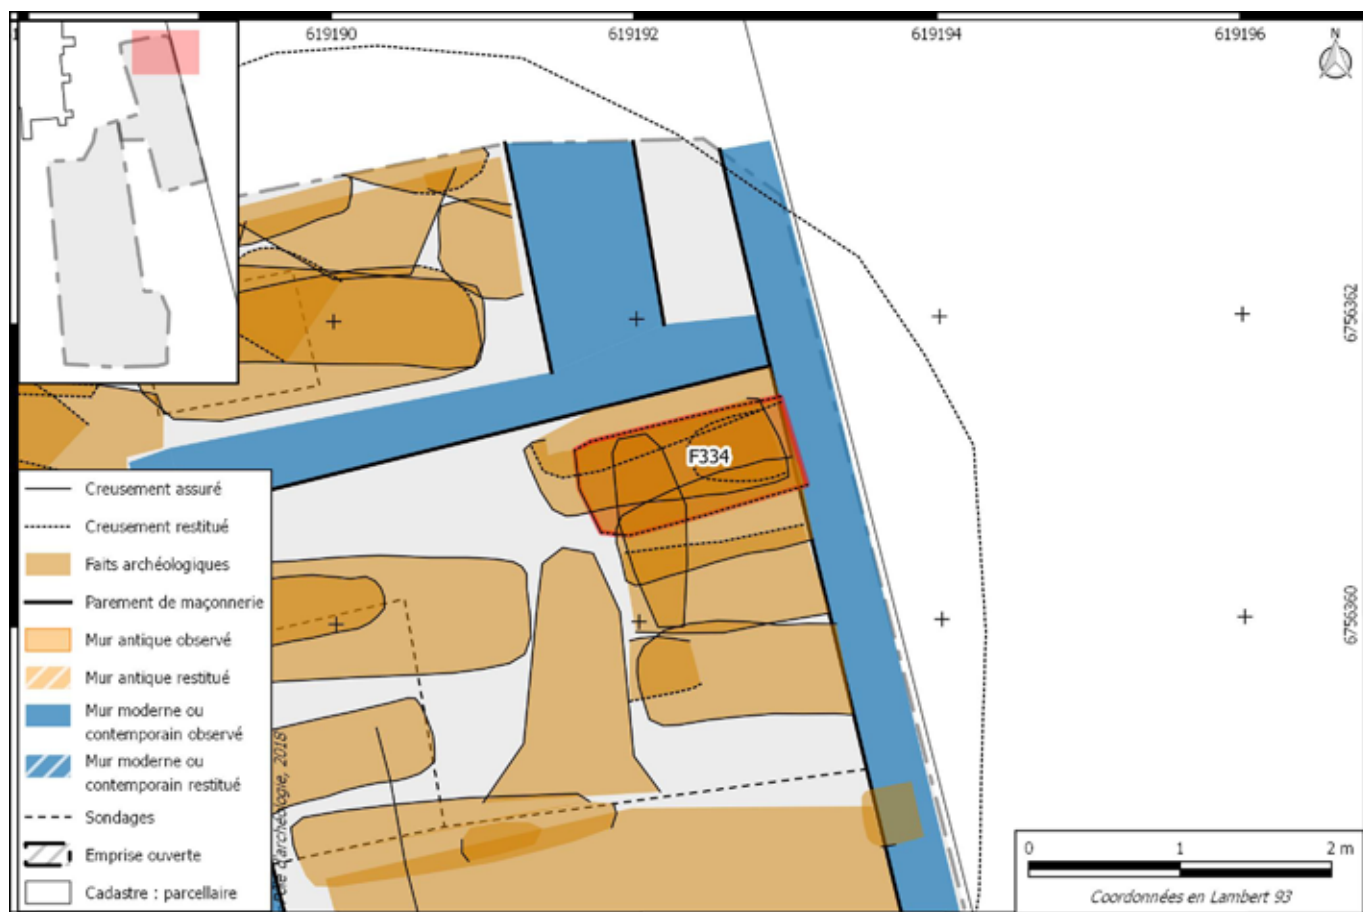 619190
619192
619194
619196
N
6756362
6756360
F334
Creusement assuré
Creusement restitué
Faits archéologiques
Parement de maçonnerie
Mur antique observé
Mur antique restitué
Mur moderne ou
contemporain observé
Mur moderne ou
contemporain restitué
Sondages
Emprise ouverte
Cadastre : parcellaire
d'archéologie, 2018
0 1 2 m
Coordonnées en Lambert 93